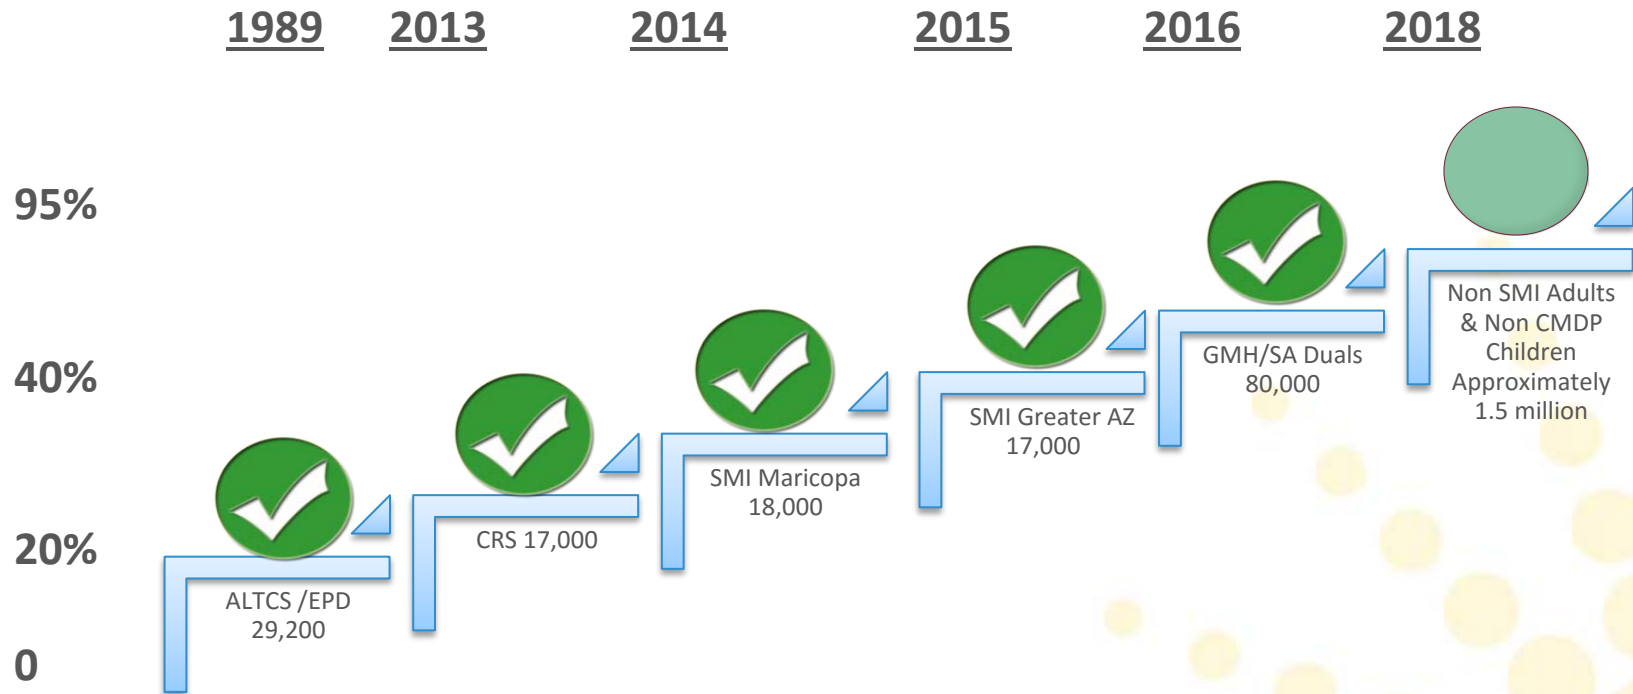 1989 2013 2014 2015 2016 2018
95%
40%
20%
0
ALTCS /EPD
29,200
CRS 17,000
SMI Maricopa
18,000
SMI Greater AZ
17,000
GMH/SA Duals
80,000
Non SMI Adults
& Non CMDP
Children
Approximately
1.5 million